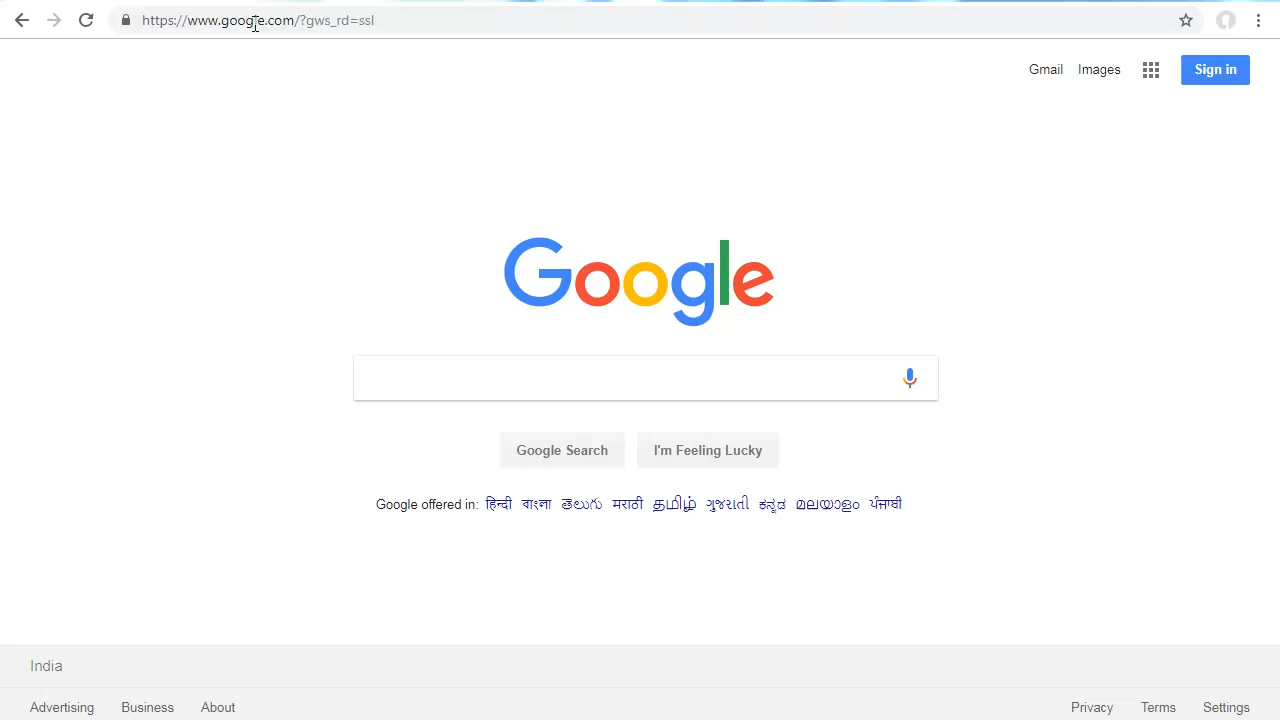 https://www.google.com/?gws_rd=ssl
Gmail Images Sign in
Google
Google Search I'm Feeling Lucky
Google offered in: हिन्दी বাংলা తెలుగు मराठी தமிழ் ગુજરાતી ಕನ್ನಡ മലയാളം ਪੰਜਾਬੀ
India
Advertising Business About Privacy Terms Settings